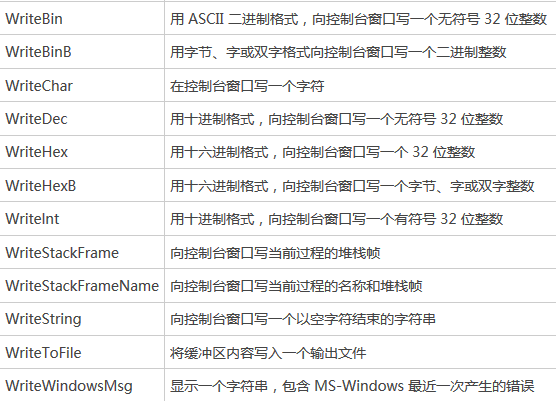 WriteBin 用 ASCII 二进制格式，向控制台窗口写一个无符号 32 位整数
WriteBinB 用字节、字或双字格式向控制台窗口写一个二进制整数
WriteChar 在控制台窗口写一个字符
WriteDec 用十进制格式，向控制台窗口写一个无符号 32 位整数
WriteHex 用十六进制格式，向控制台窗口写一个 32 位整数
WriteHexB 用十六进制格式，向控制台窗口写一个字节、字或双字整数
WriteInt 用十进制格式，向控制台窗口写一个有符号 32 位整数
WriteStackFrame 向控制台窗口写当前过程的堆栈帧
WriteStackFrameName 向控制台窗口写当前过程的名称和堆栈帧
WriteString 向控制台窗口写一个以空字符结束的字符串
WriteToFile 将缓冲区内容写入一个输出文件
WriteWindowsMsg 显示一个字符串，包含 MS-Windows 最近一次产生的错误